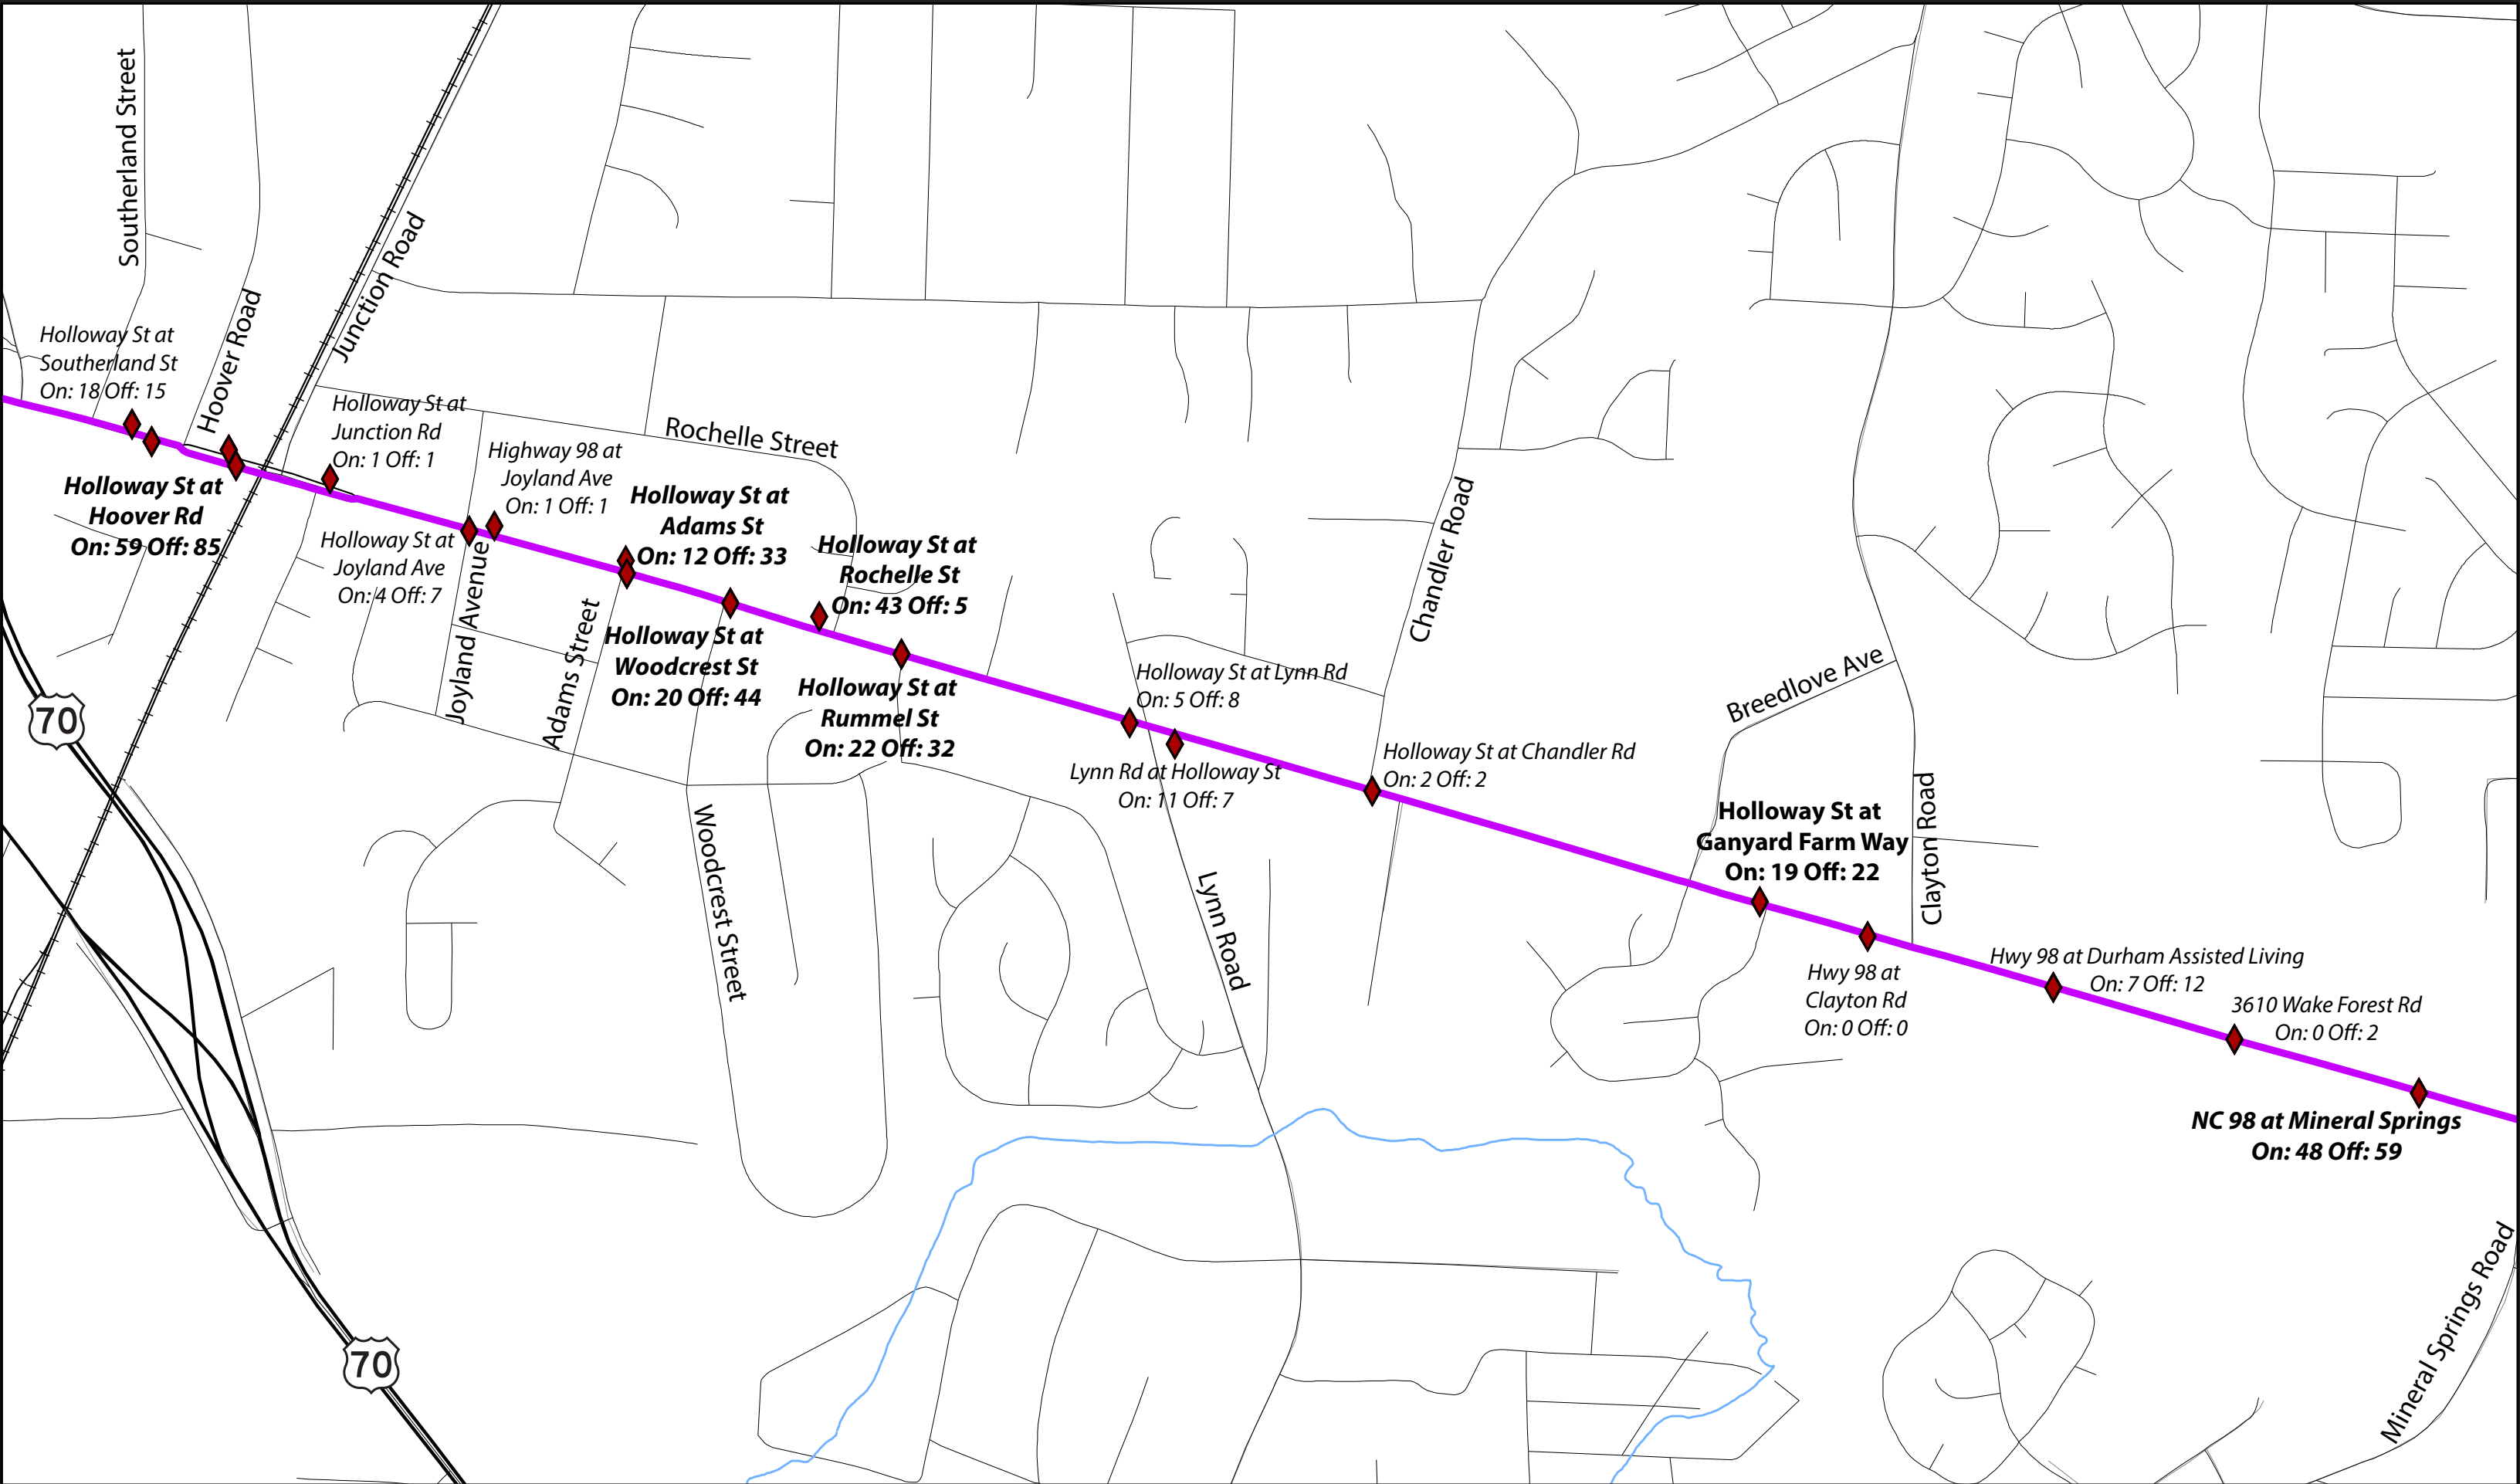 Southerland Street
Hoover Road
Junction Road
Holloway St at
Southerland St
On: 18 Off: 15
Holloway St at
Junction Rd
On: 1 Off: 1
Rochelle Street
Highway 98 at
Joyland Ave
On: 1 Off: 1
Holloway St at
Hoover Rd
On: 59 Off: 85
Holloway St at
Adams St
On: 12 Off: 33
Holloway St at
Joyland Ave
On: 4 Off: 7
Holloway St at
Rochelle St
On: 43 Off: 5
Joyland Avenue
Adams Street
Holloway St at
Woodcrest St
On: 20 Off: 44
Holloway St at
Rummel St
On: 22 Off: 32
Chandler Road
Holloway St at Lynn Rd
On: 5 Off: 8
Breedlove Ave
70
Lynn Rd at Holloway St
On: 11 Off: 7
Holloway St at Chandler Rd
On: 2 Off: 2
Woodcrest Street
Lynn Road
Holloway St at
Ganyard Farm Way
On: 19 Off: 22
Clayton Road
Hwy 98 at
Clayton Rd
On: 0 Off: 0
Hwy 98 at Durham Assisted Living
On: 7 Off: 12
3610 Wake Forest Rd
On: 0 Off: 2
NC 98 at Mineral Springs
On: 48 Off: 59
Mineral Springs Road
70